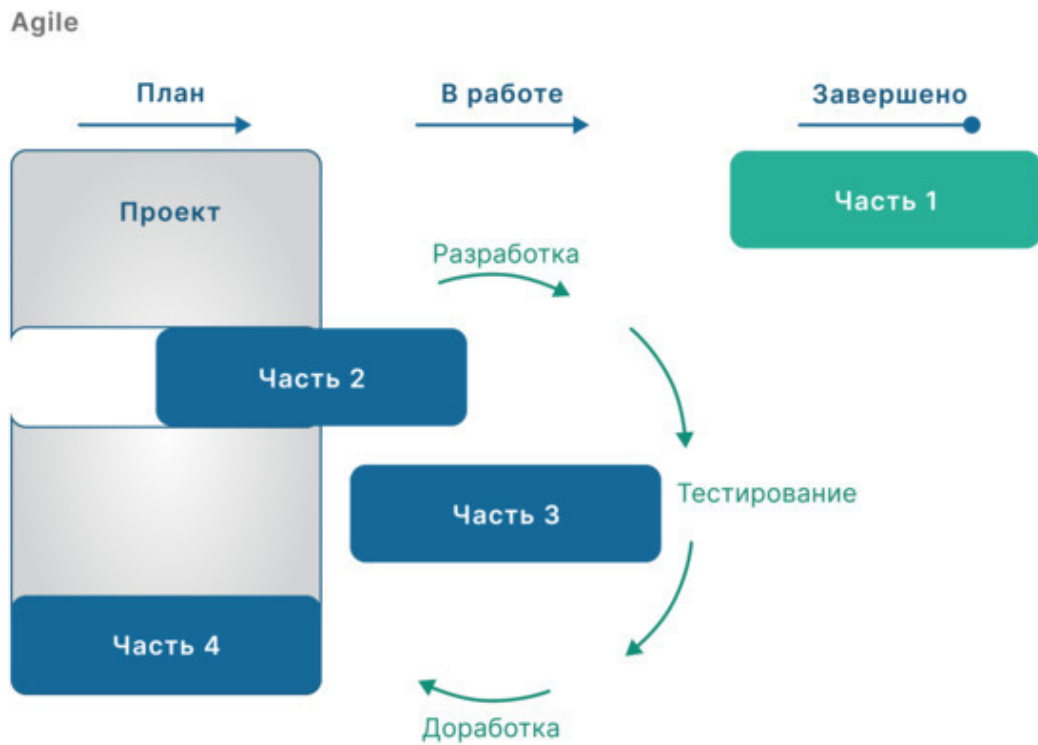 Agile
План
В работе
Завершено
Проект
Часть 1
Разработка
Часть 2
Тестирование
Часть 3
Часть 4
Доработка